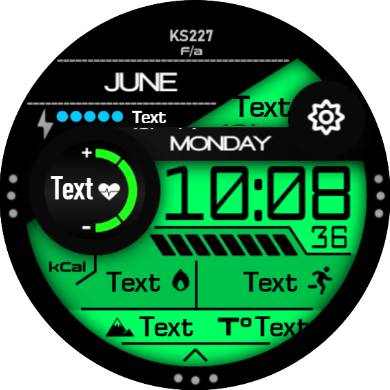 KS227
F/a
JUNE
Text
Text
MONDAY
Text
+
-
10:08
36
kCal
Text
Text
Text
T° Text